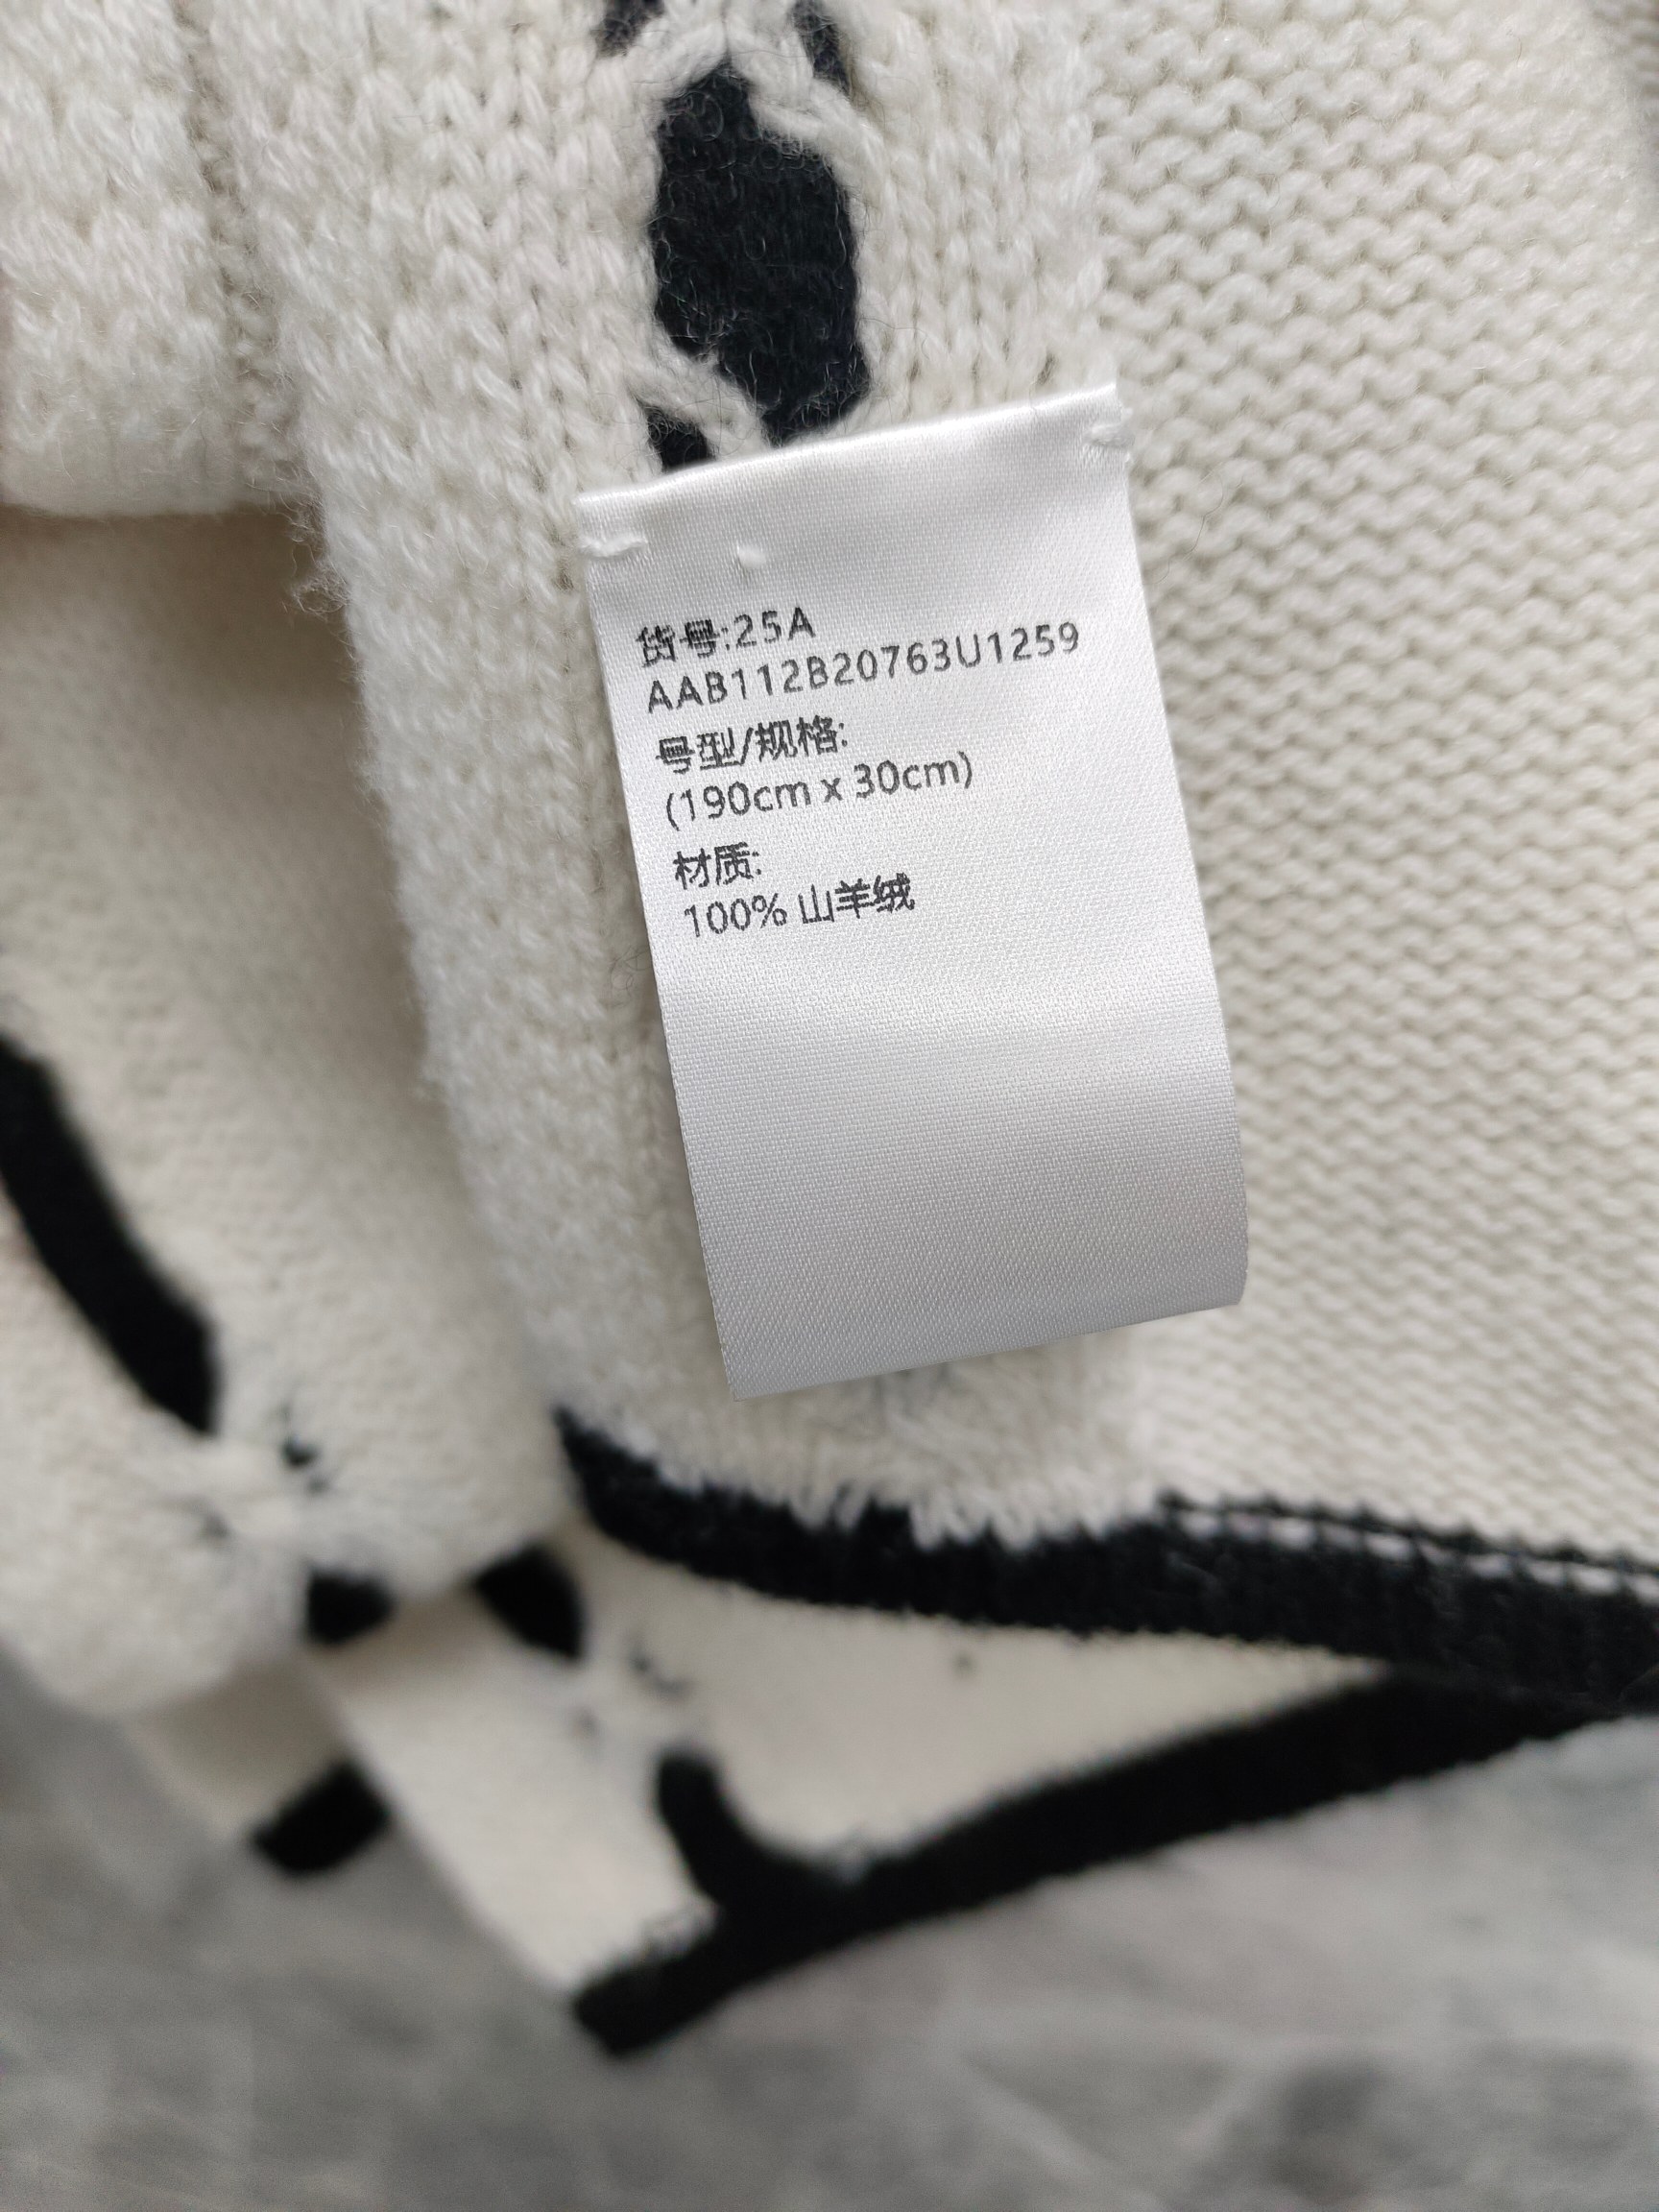 货号:25A
AAB112B20763U1259
号型/规格:
(190cm x 30cm)
材质:
100% 山羊绒